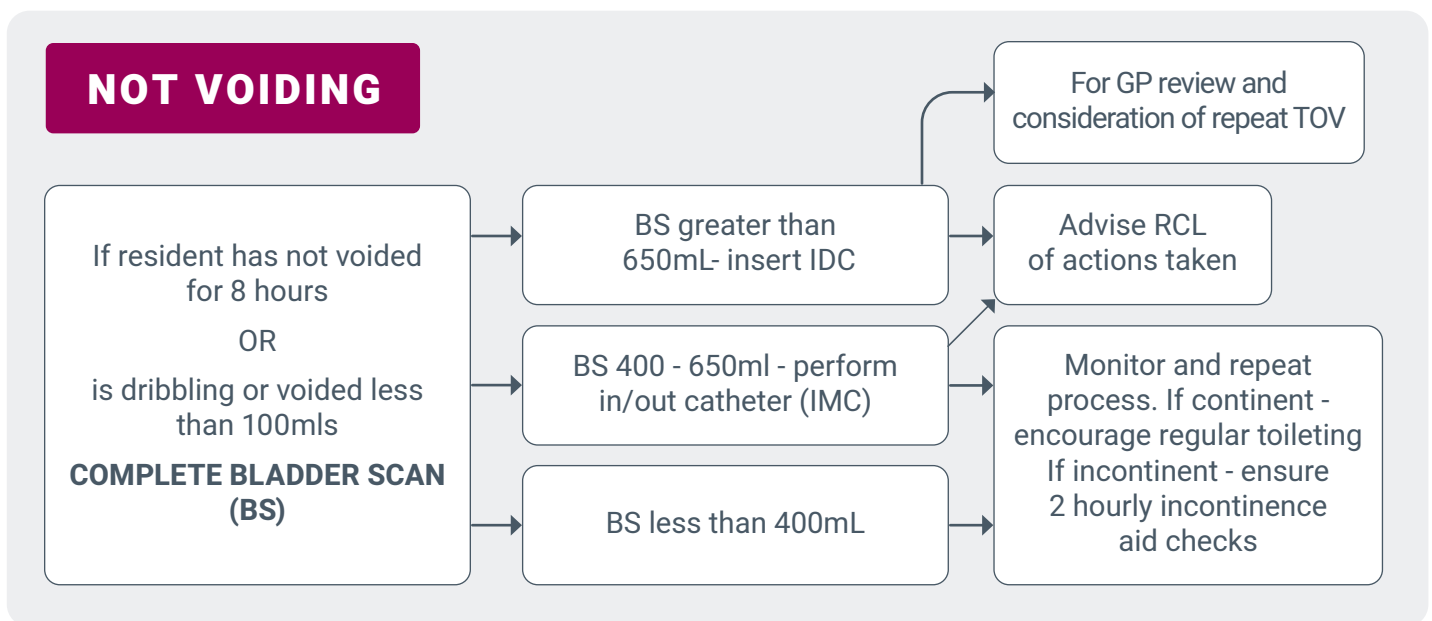 NOT VOIDING
If resident has not voided
for 8 hours
OR
is dribbling or voided less
than 100mls
COMPLETE BLADDER SCAN
(BS)
BS greater than
650mL- insert IDC
BS 400 - 650ml - perform
in/out catheter (IMC)
BS less than 400mL
For GP review and
consideration of repeat TOV
Advise RCL
of actions taken
Monitor and repeat
process. If continent -
encourage regular toileting
If incontinent - ensure
2 hourly incontinence
aid checks